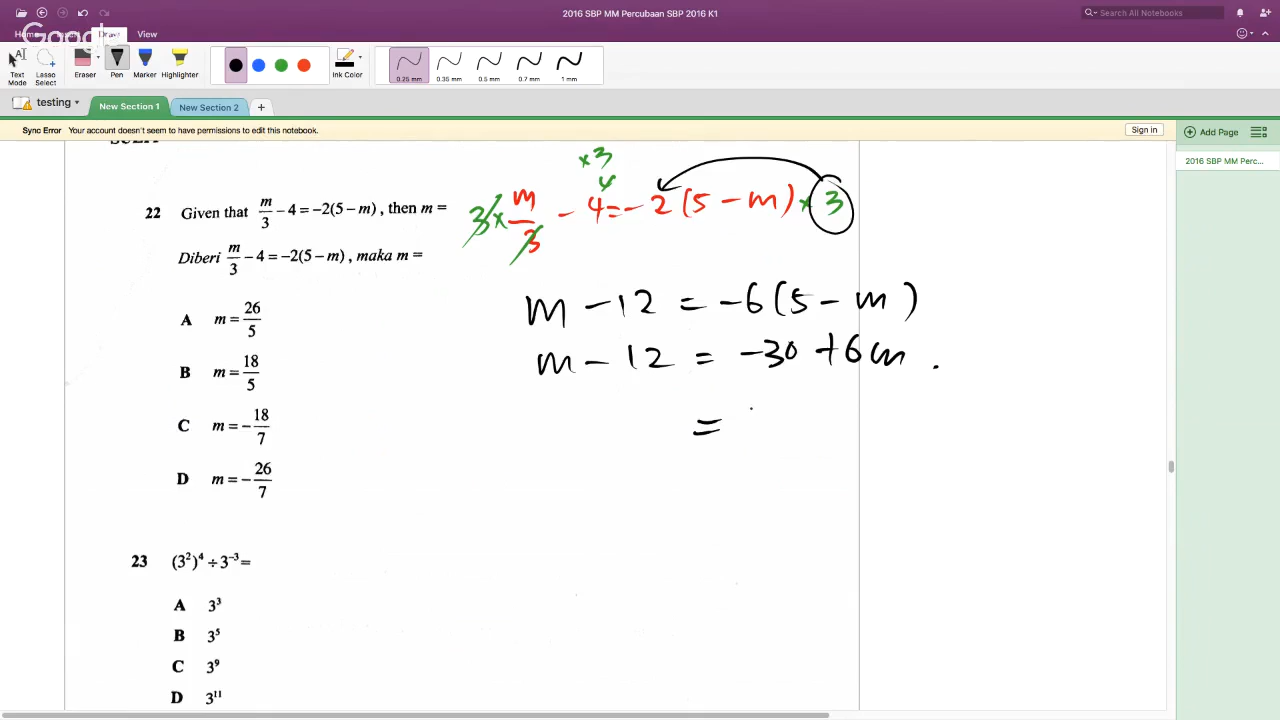 2016 SBP MM Percubaan SBP 2016 K1
Search All Notebooks
Google
Home Insert Draw View
Text Mode
Lasso Select
Eraser
Pen
Marker
Highlighter
Ink Color
0.25 mm
0.35 mm
0.5 mm
0.7 mm
1 mm
testing
New Section 1
New Section 2
+
Sync Error Your account doesn't seem to have permissions to edit this notebook.
Sign in
Add Page
2016 SBP MM Perc...
22 Given that m/3 − 4 = −2(5 − m), then m =
Diberi m/3 − 4 = −2(5 − m), maka m =
A m = 26/5
B m = 18/5
C m = −18/7
D m = −26/7
×3
4
3 × m/3 − 4 = −2(5 − m) × 3
m − 12 = −6(5 − m)
m − 12 = −30 + 6m .
=
23 (3²)⁴ ÷ 3⁻³ =
A 3³
B 3⁵
C 3⁹
D 3¹¹